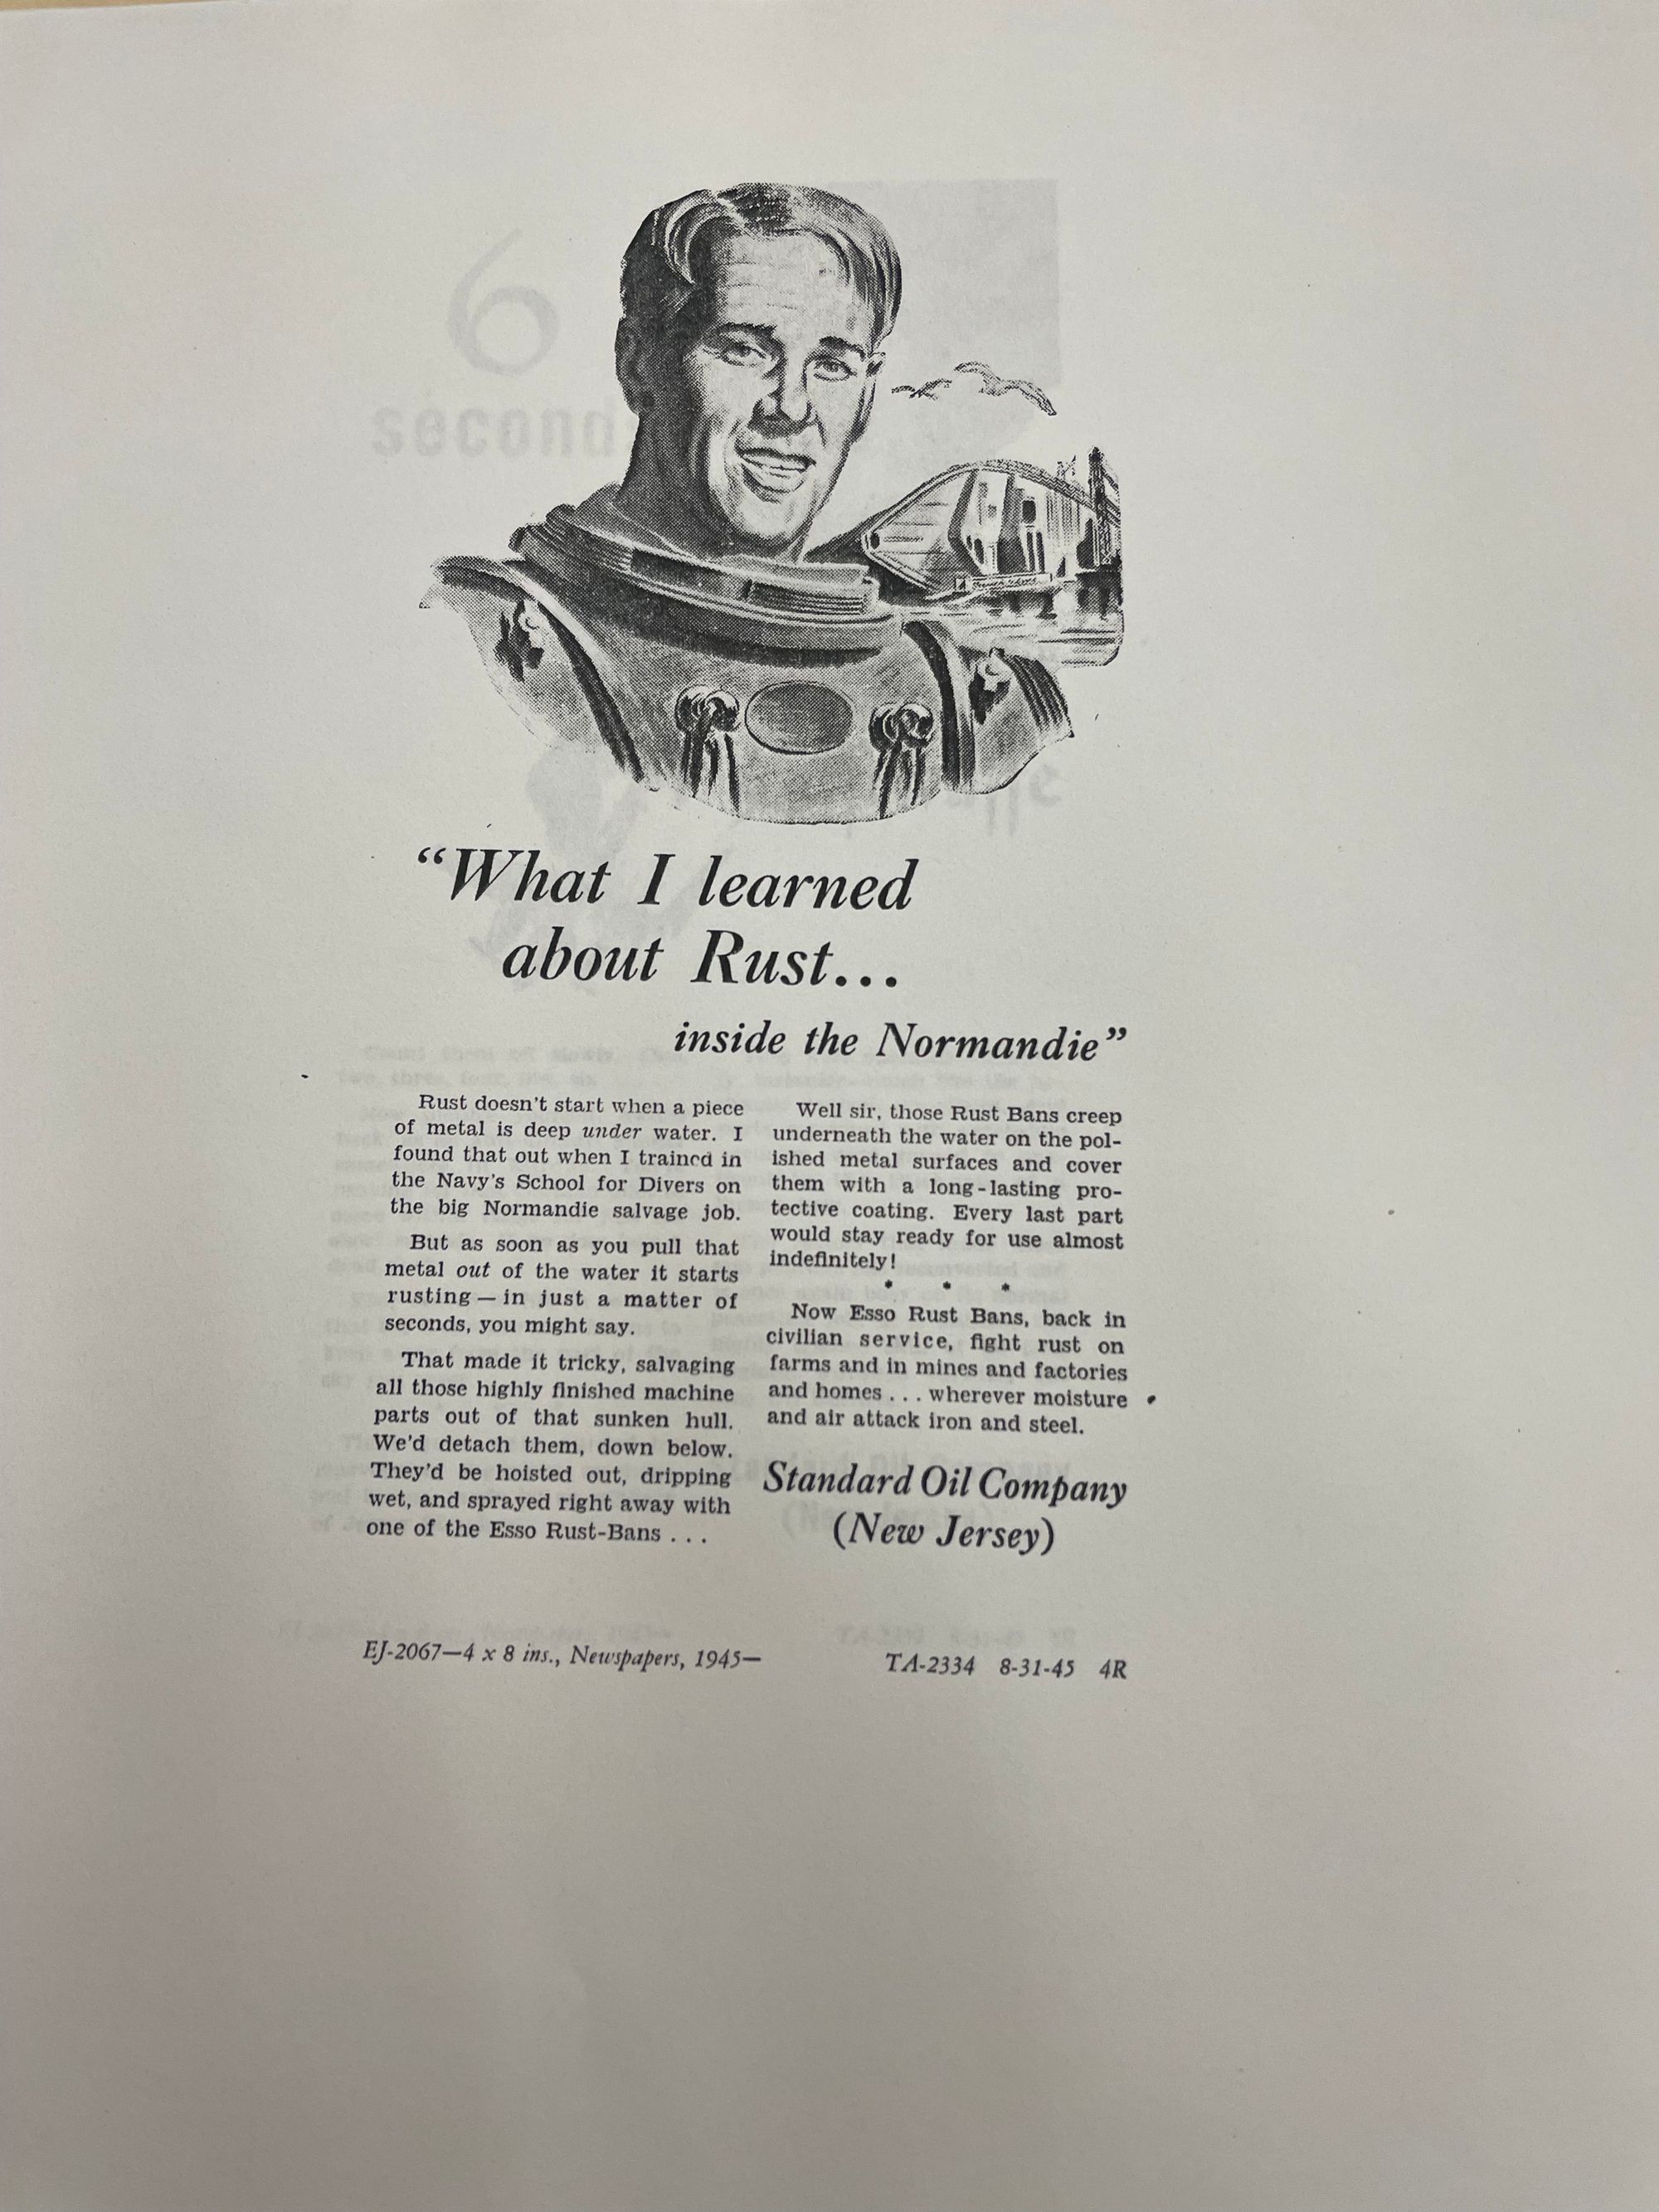 “What I learned
about Rust...
inside the Normandie”
Rust doesn't start when a piece
of metal is deep under water. I
found that out when I trained in
the Navy's School for Divers on
the big Normandie salvage job.
But as soon as you pull that
metal out of the water it starts
rusting — in just a matter of
seconds, you might say.
That made it tricky, salvaging
all those highly finished machine
parts out of that sunken hull.
We'd detach them, down below.
They'd be hoisted out, dripping
wet, and sprayed right away with
one of the Esso Rust-Bans . . .
Well sir, those Rust Bans creep
underneath the water on the pol-
ished metal surfaces and cover
them with a long-lasting pro-
tective coating. Every last part
would stay ready for use almost
indefinitely!
* * *
Now Esso Rust Bans, back in
civilian service, fight rust on
farms and in mines and factories
and homes . . . wherever moisture
and air attack iron and steel.
Standard Oil Company
(New Jersey)
EJ-2067—4 x 8 ins., Newspapers, 1945—
TA-2334 8-31-45 4R
6
second